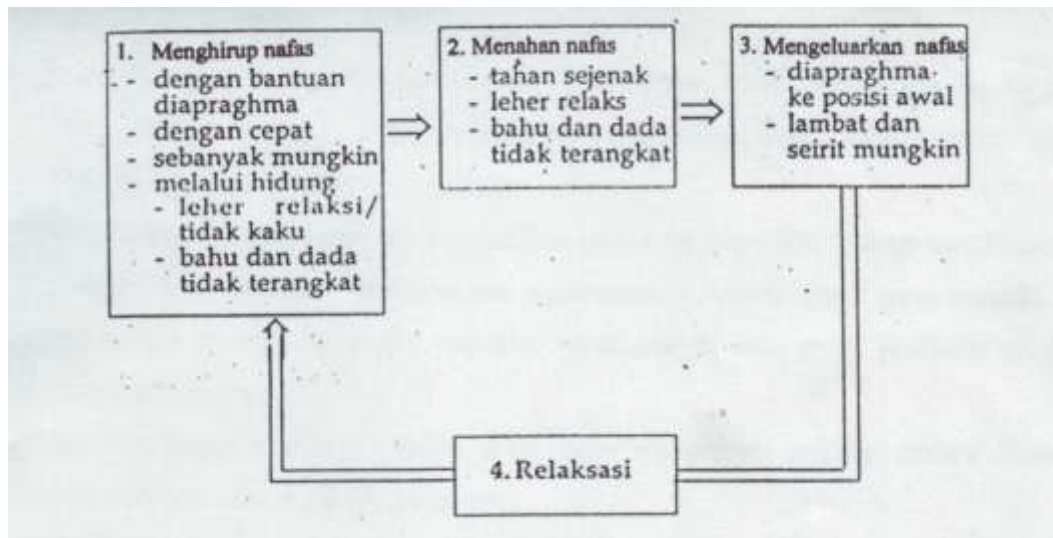 1. Menghirup nafas
- dengan bantuan
diapraghma
- dengan cepat
- sebanyak mungkin
- melalui hidung
- leher relaksi/
tidak kaku
- bahu dan dada
tidak terangkat
2. Menahan nafas
- tahan sejenak
- leher relaks
- bahu dan dada
tidak terangkat
3. Mengeluarkan nafas
- diapraghma
ke posisi awal
- lambat dan
seirit mungkin
4. Relaksasi